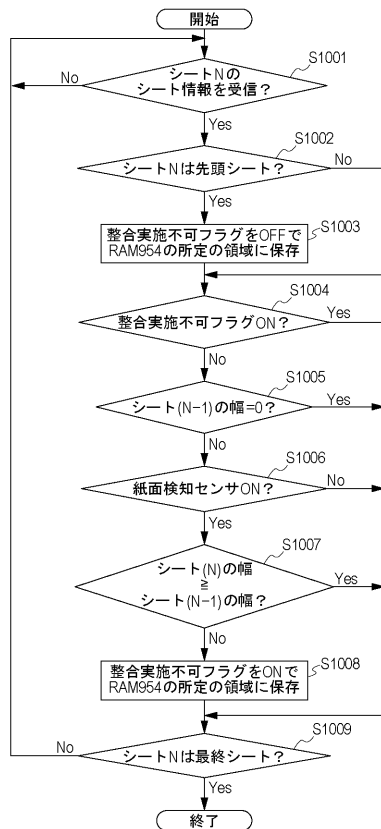 開始
S1001
シートNの
シート情報を受信?
No
Yes
S1002
シートNは先頭シート?
No
Yes
S1003
整合実施不可フラグをOFFで
RAM954の所定の領域に保存
S1004
整合実施不可フラグON?
Yes
No
S1005
シート(N-1)の幅=0?
Yes
No
S1006
紙面検知センサON?
No
Yes
S1007
シート(N)の幅
≧
シート(N-1)の幅?
Yes
No
S1008
整合実施不可フラグをONで
RAM954の所定の領域に保存
S1009
シートNは最終シート?
No
Yes
終了